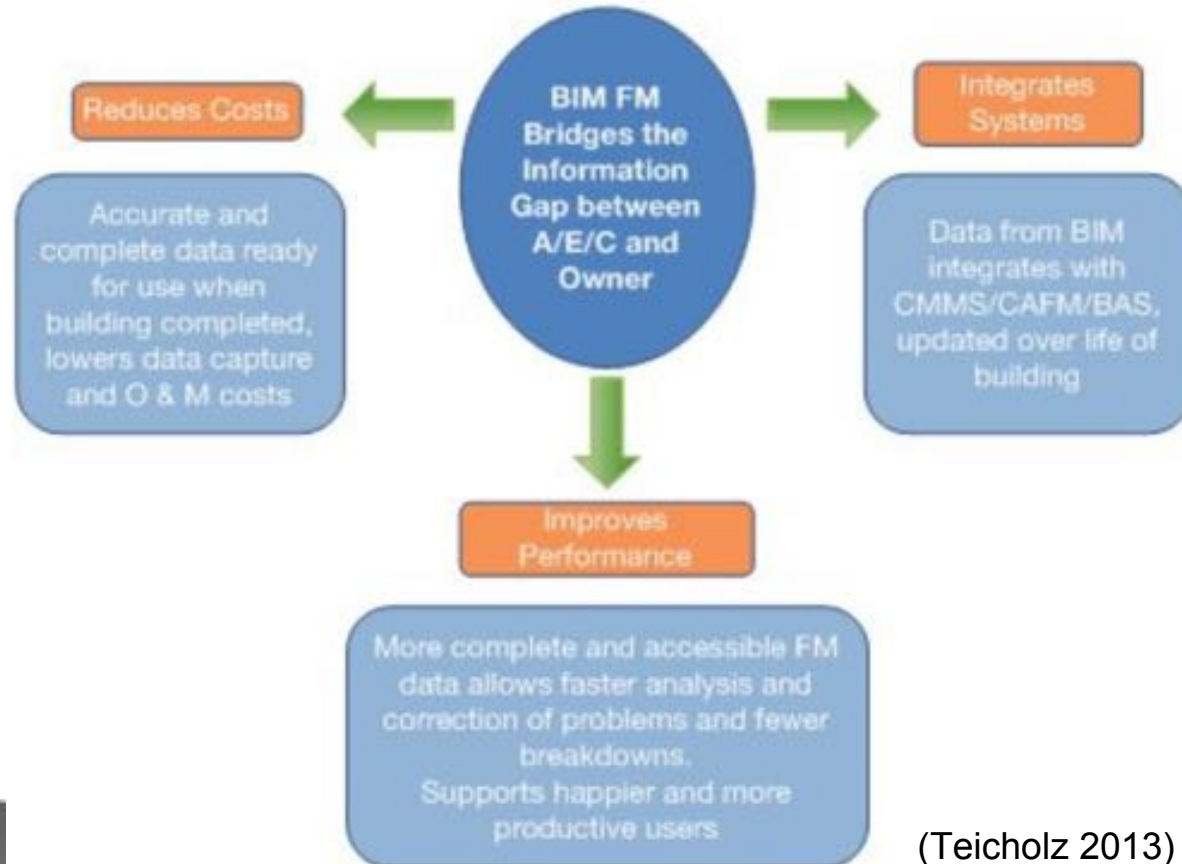 BIM FM
Bridges the
Information
Gap between
A/E/C and
Owner
Reduces Costs
Accurate and
complete data ready
for use when
building completed,
lowers data capture
and O & M costs
Integrates
Systems
Data from BIM
integrates with
CMMS/CAFM/BAS,
updated over life of
building
Improves
Performance
More complete and accessible FM
data allows faster analysis and
correction of problems and fewer
breakdowns.
Supports happier and more
productive users
(Teicholz 2013)